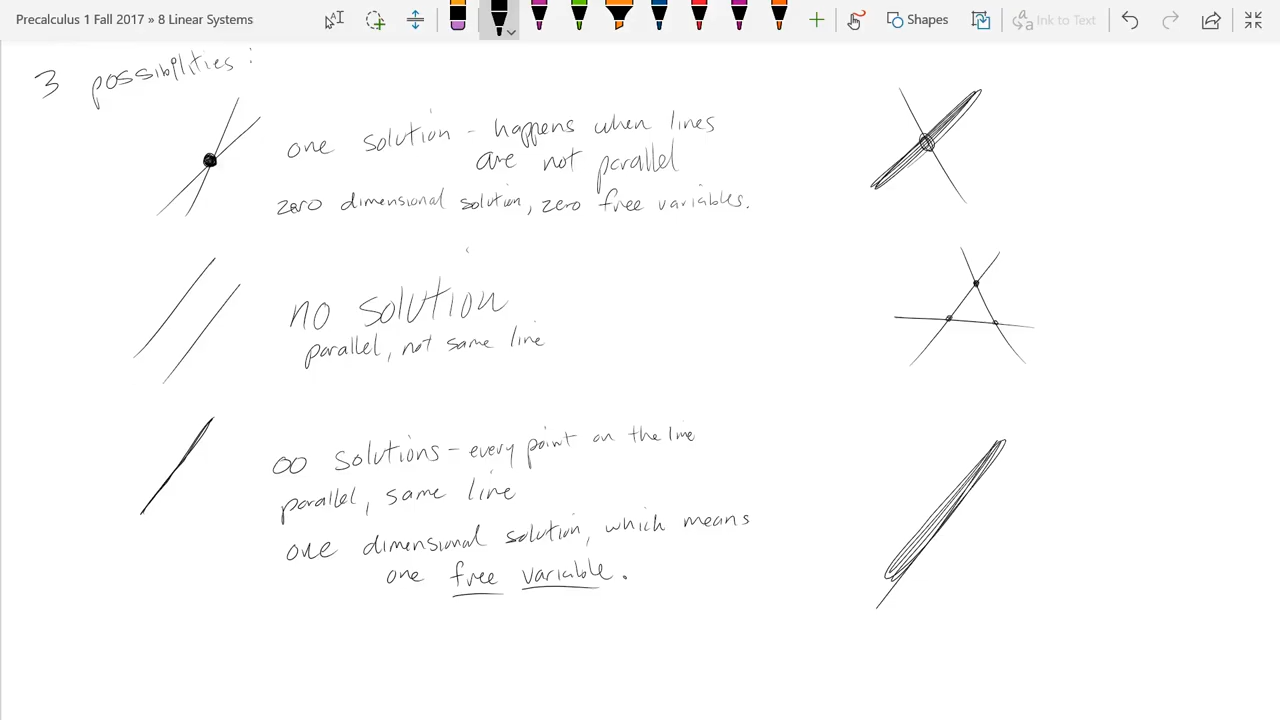 Precalculus 1 Fall 2017 » 8 Linear Systems
Shapes
Ink to Text
3 possibilities:
one solution - happens when lines
are not parallel
zero dimensional solution, zero free variables.
no solution
parallel, not same line
∞ solutions - every point on the line
parallel, same line
one dimensional solution, which means
one free variable.